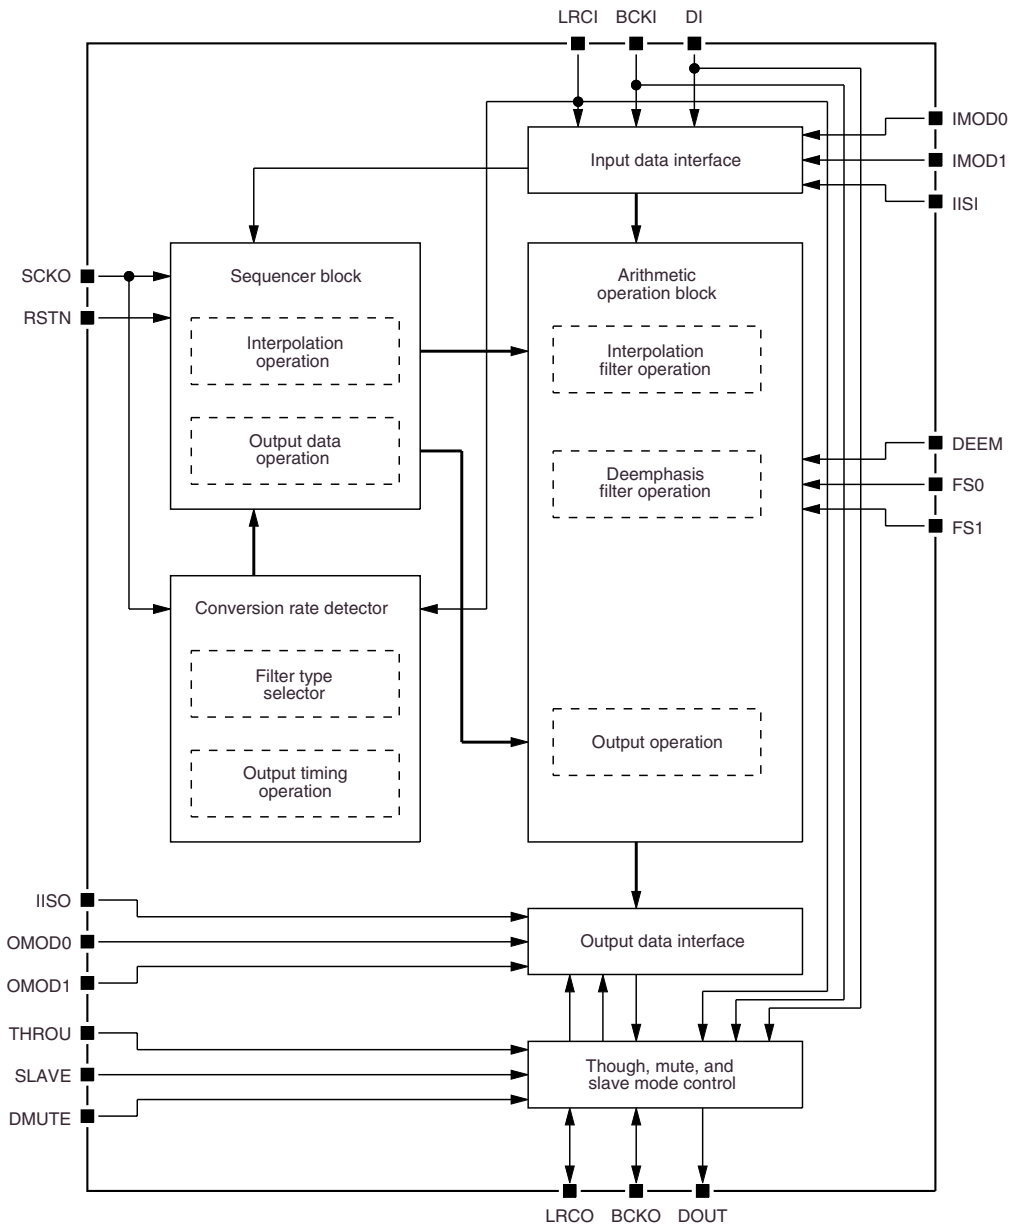 LRCI BCKI DI
IMOD0
Input data interface
IMOD1
IISI
SCKO
Sequencer block
Arithmetic
operation block
RSTN
Interpolation
operation
Interpolation
filter operation
Output data
operation
DEEM
Deemphasis
filter operation
FS0
FS1
Conversion rate detector
Filter type
selector
Output operation
Output timing
operation
IISO
OMOD0
Output data interface
OMOD1
THROU
Though, mute, and
slave mode control
SLAVE
DMUTE
LRCO BCKO DOUT